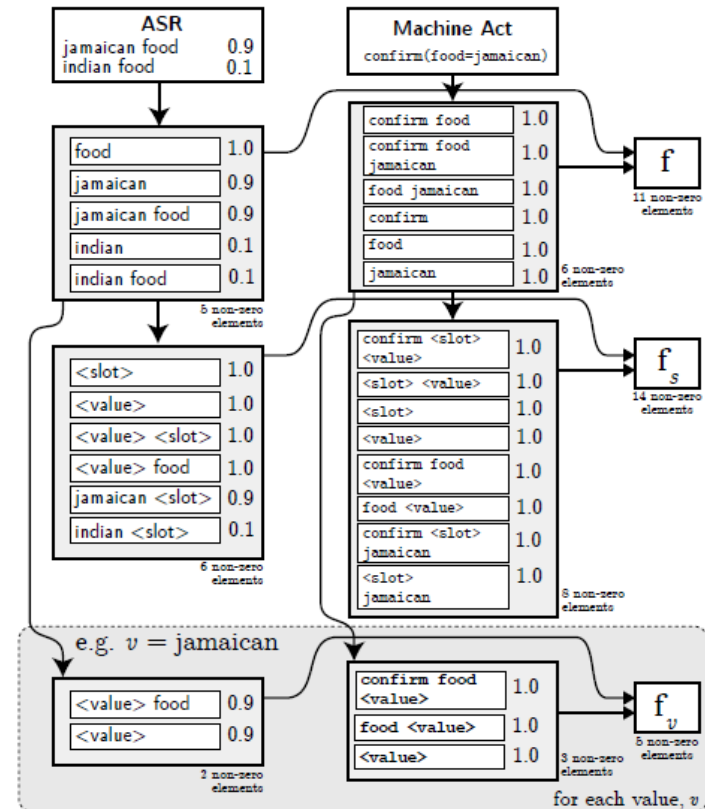 ASR
jamaican food 0.9
indian food 0.1
Machine Act
confirm(food=jamaican)
food 1.0
jamaican 0.9
jamaican food 0.9
indian 0.1
indian food 0.1
5 non-zero
elements
confirm food 1.0
confirm food
jamaican 1.0
food jamaican 1.0
confirm 1.0
food 1.0
jamaican 1.0
6 non-zero
elements
f
11 non-zero
elements
<slot> 1.0
<value> 1.0
<value> <slot> 1.0
<value> food 1.0
jamaican <slot> 0.9
indian <slot> 0.1
6 non-zero
elements
confirm <slot>
<value> 1.0
<slot> <value> 1.0
<slot> 1.0
<value> 1.0
confirm food
<value> 1.0
food <value> 1.0
confirm <slot>
jamaican 1.0
<slot>
jamaican 1.0
8 non-zero
elements
f s
14 non-zero
elements
e.g. v = jamaican
<value> food 0.9
<value> 0.9
2 non-zero
elements
confirm food
<value> 1.0
food <value> 1.0
<value> 1.0
3 non-zero
elements
f v
5 non-zero
elements
for each value, v